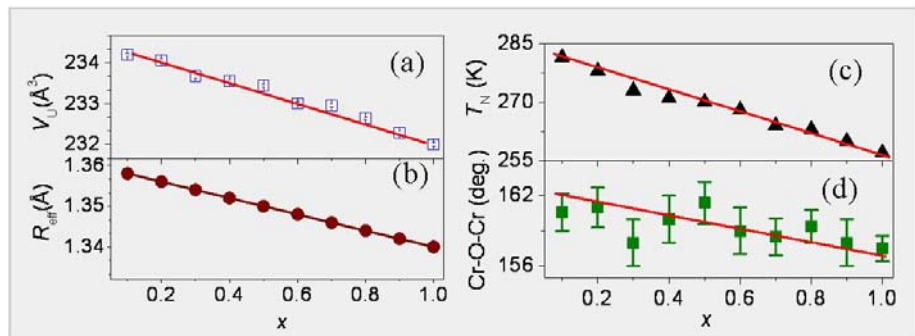 234
233
232
V_U (Å³)
(a)
1.36
1.35
1.34
R_eff (Å)
(b)
0.2 0.4 0.6 0.8 1.0
x
285
270
255
T_N (K)
(c)
162
156
Cr-O-Cr (deg.)
(d)
0.2 0.4 0.6 0.8 1.0
x